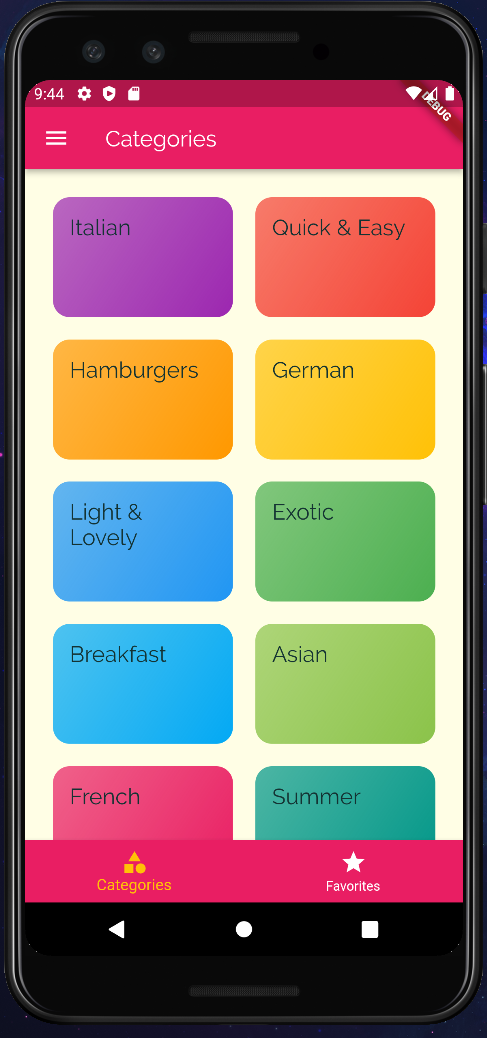 9:44
DEBUG
Categories
Italian
Quick & Easy
Hamburgers
German
Light &
Lovely
Exotic
Breakfast
Asian
French
Summer
Categories
Favorites